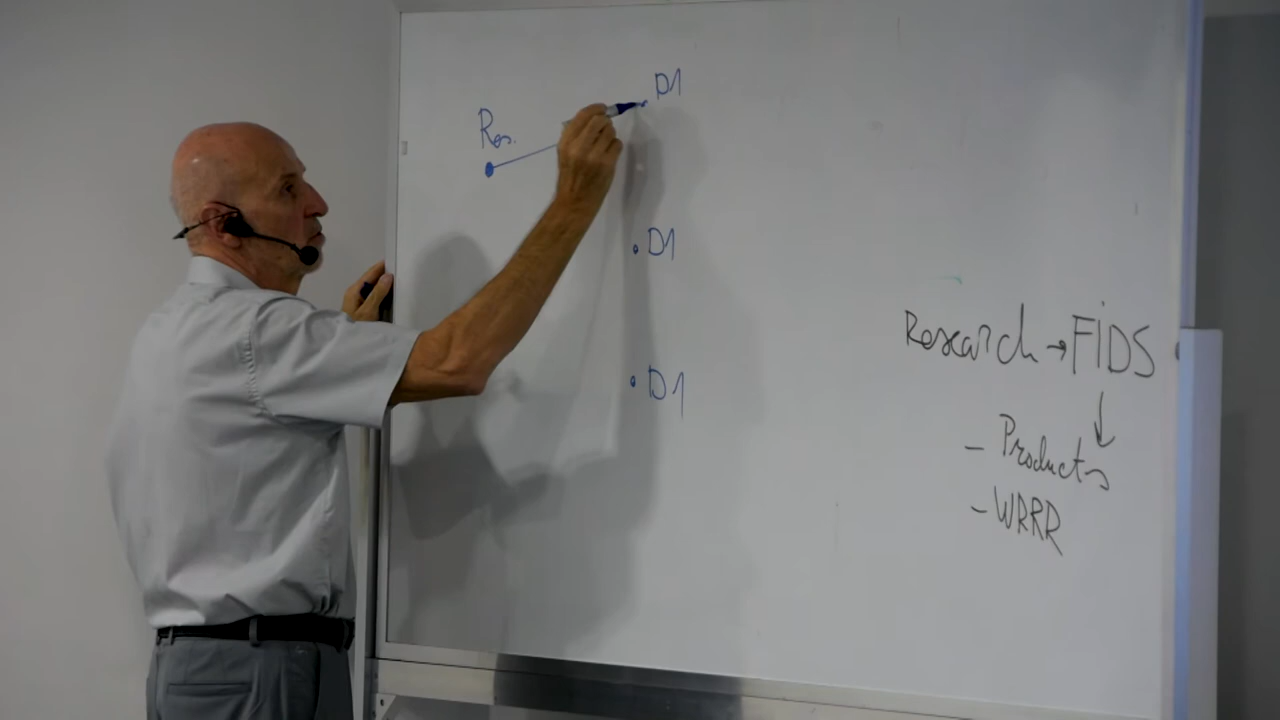 D1
Res.
D1
D1
Research → FIDS
- Products
- WRRR